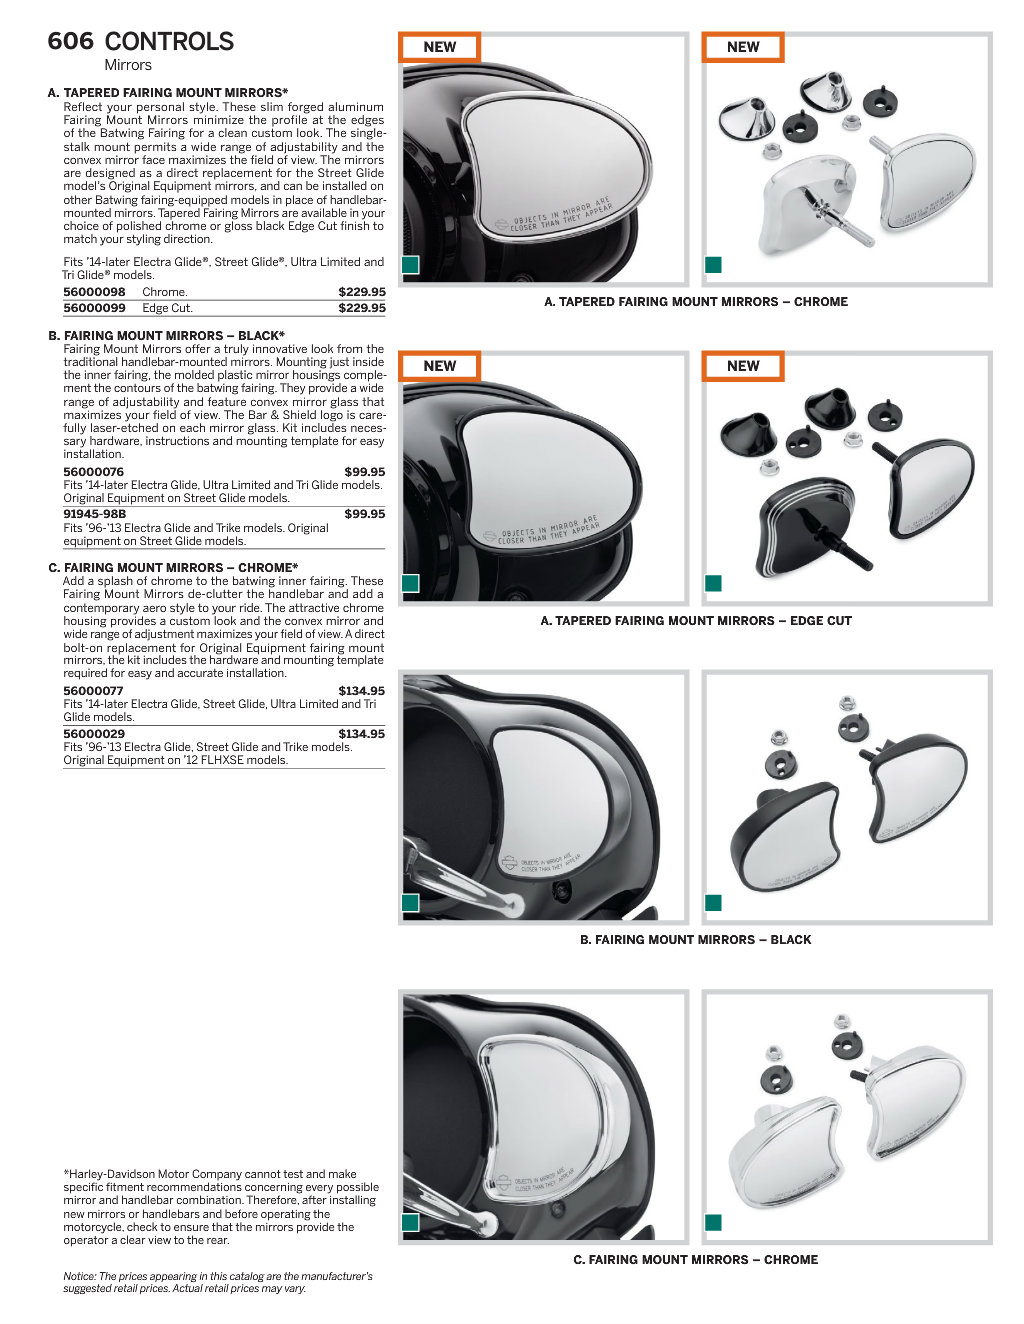 606 CONTROLS
Mirrors
A. TAPERED FAIRING MOUNT MIRRORS*
Reflect your personal style. These slim forged aluminum
Fairing Mount Mirrors minimize the profile at the edges
of the Batwing Fairing for a clean custom look. The single-
stalk mount permits a wide range of adjustability and the
convex mirror face maximizes the field of view. The mirrors
are designed as a direct replacement for the Street Glide
model's Original Equipment mirrors, and can be installed on
other Batwing fairing-equipped models in place of handlebar-
mounted mirrors. Tapered Fairing Mirrors are available in your
choice of polished chrome or gloss black Edge Cut finish to
match your styling direction.
Fits '14-later Electra Glide®, Street Glide®, Ultra Limited and
Tri Glide® models.
56000098 Chrome. $229.95
56000099 Edge Cut. $229.95
B. FAIRING MOUNT MIRRORS – BLACK*
Fairing Mount Mirrors offer a truly innovative look from the
traditional handlebar-mounted mirrors. Mounting just inside
the inner fairing, the molded plastic mirror housings comple-
ment the contours of the batwing fairing. They provide a wide
range of adjustability and feature convex mirror glass that
maximizes your field of view. The Bar & Shield logo is care-
fully laser-etched on each mirror glass. Kit includes neces-
sary hardware, instructions and mounting template for easy
installation.
56000076 $99.95
Fits '14-later Electra Glide, Ultra Limited and Tri Glide models.
Original Equipment on Street Glide models.
91945-98B $99.95
Fits '96-'13 Electra Glide and Trike models. Original
equipment on Street Glide models.
C. FAIRING MOUNT MIRRORS – CHROME*
Add a splash of chrome to the batwing inner fairing. These
Fairing Mount Mirrors de-clutter the handlebar and add a
contemporary aero style to your ride. The attractive chrome
housing provides a custom look and the convex mirror and
wide range of adjustment maximizes your field of view. A direct
bolt-on replacement for Original Equipment fairing mount
mirrors, the kit includes the hardware and mounting template
required for easy and accurate installation.
56000077 $134.95
Fits '14-later Electra Glide, Street Glide, Ultra Limited and Tri
Glide models.
56000029 $134.95
Fits '96-'13 Electra Glide, Street Glide and Trike models.
Original Equipment on '12 FLHXSE models.
*Harley-Davidson Motor Company cannot test and make
specific fitment recommendations concerning every possible
mirror and handlebar combination. Therefore, after installing
new mirrors or handlebars and before operating the
motorcycle, check to ensure that the mirrors provide the
operator a clear view to the rear.
Notice: The prices appearing in this catalog are the manufacturer's
suggested retail prices. Actual retail prices may vary.
NEW
OBJECTS IN MIRROR ARE
CLOSER THAN THEY APPEAR
NEW
A. TAPERED FAIRING MOUNT MIRRORS – CHROME
NEW
OBJECTS IN MIRROR ARE
CLOSER THAN THEY APPEAR
NEW
A. TAPERED FAIRING MOUNT MIRRORS – EDGE CUT
OBJECTS IN MIRROR ARE
CLOSER THAN THEY APPEAR
B. FAIRING MOUNT MIRRORS – BLACK
OBJECTS IN MIRROR ARE
CLOSER THAN THEY APPEAR
C. FAIRING MOUNT MIRRORS – CHROME